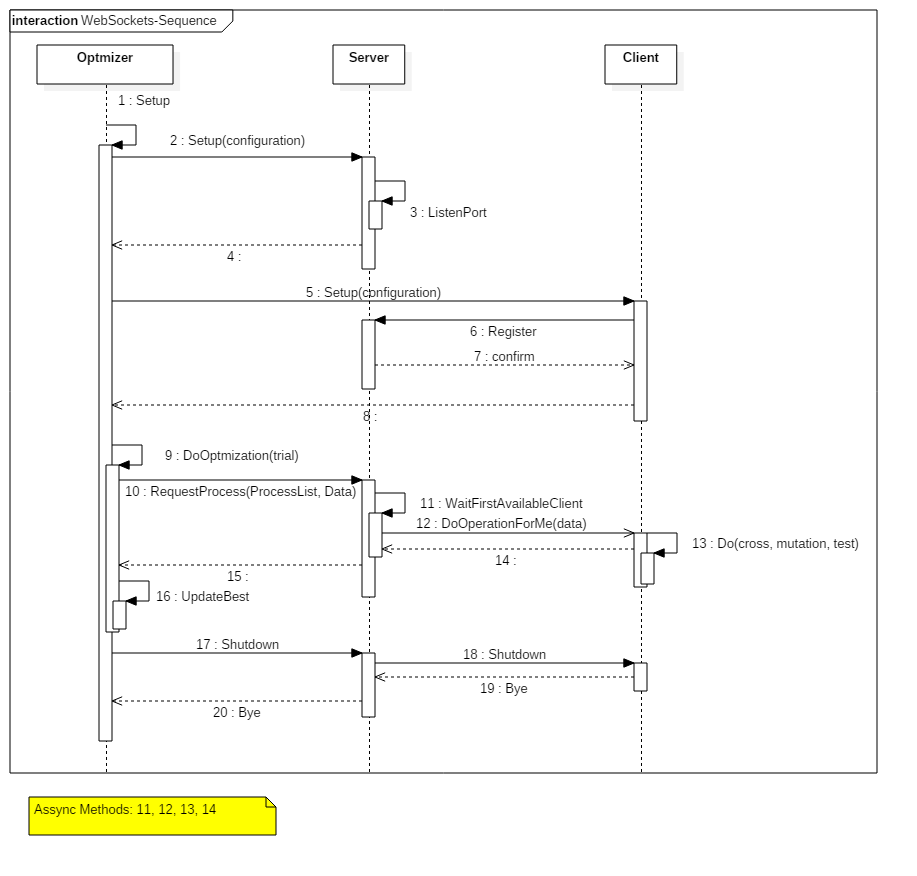 interaction WebSockets-Sequence
Optmizer
Server
Client
1 : Setup
2 : Setup(configuration)
3 : ListenPort
4 :
5 : Setup(configuration)
6 : Register
7 : confirm
8 :
9 : DoOptmization(trial)
10 : RequestProcess(ProcessList, Data)
11 : WaitFirstAvailableClient
12 : DoOperationForMe(data)
13 : Do(cross, mutation, test)
14 :
15 :
16 : UpdateBest
17 : Shutdown
18 : Shutdown
19 : Bye
20 : Bye
Assync Methods: 11, 12, 13, 14